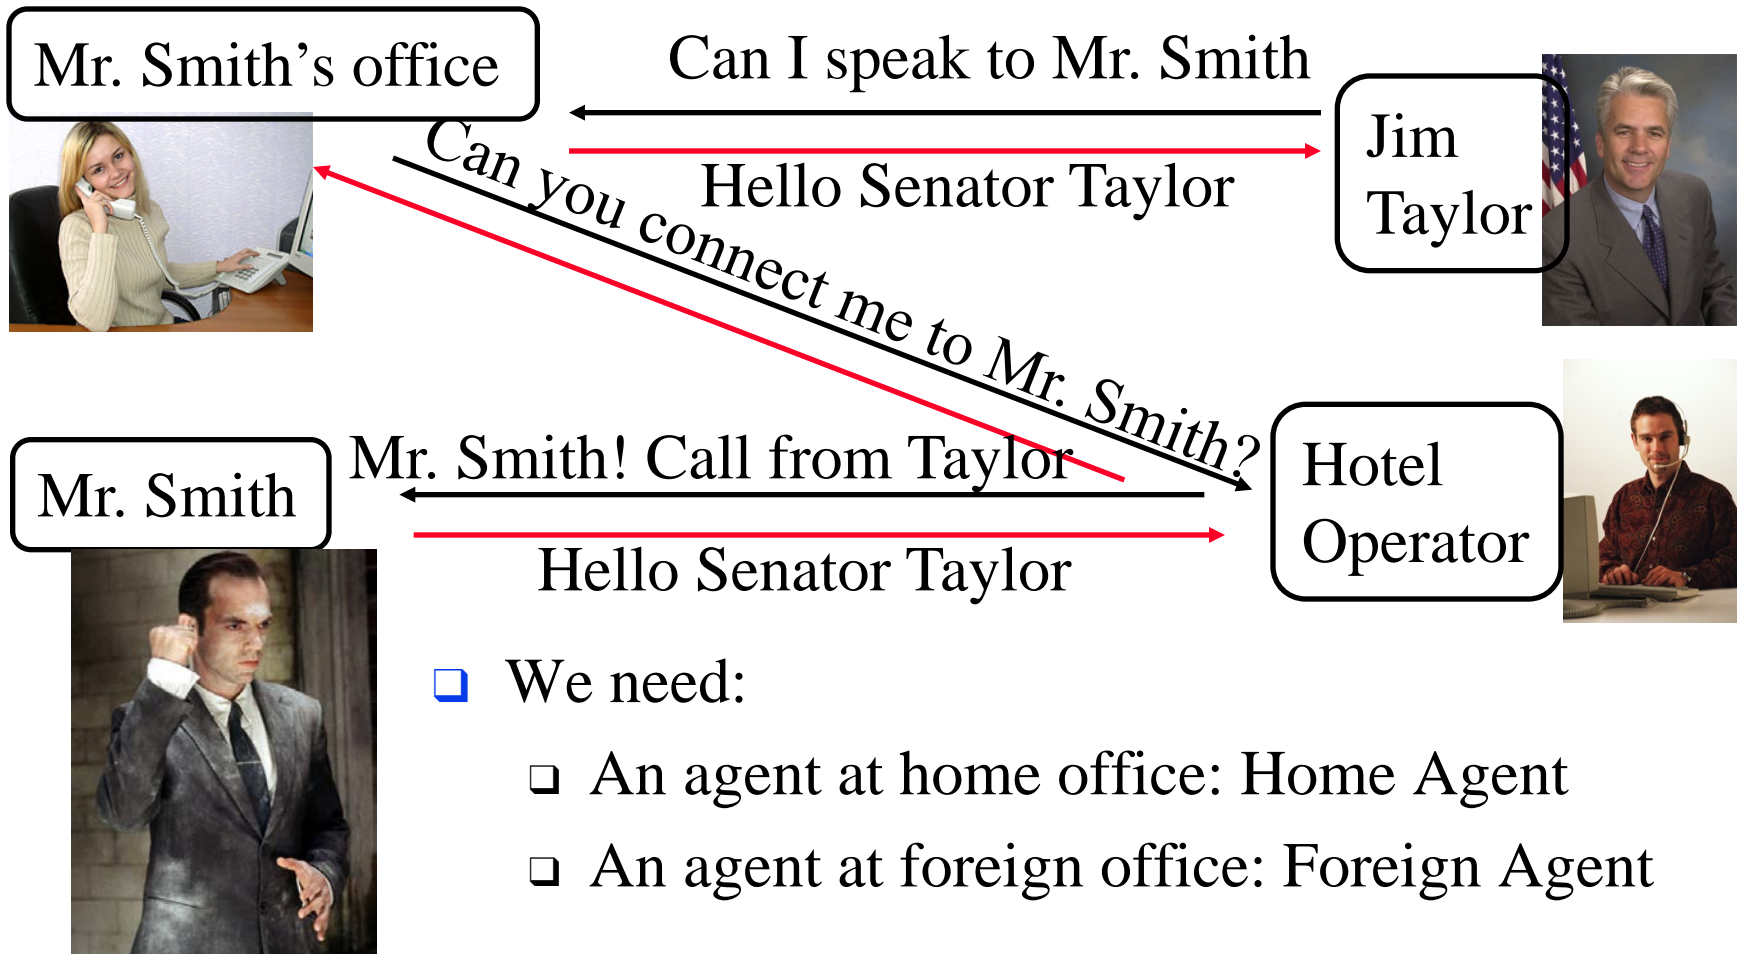 Mr. Smith’s office
Can I speak to Mr. Smith
Jim
Taylor
Hello Senator Taylor
Can you connect me to Mr. Smith?
Mr. Smith
Mr. Smith! Call from Taylor
Hotel
Operator
Hello Senator Taylor
We need:
An agent at home office: Home Agent
An agent at foreign office: Foreign Agent